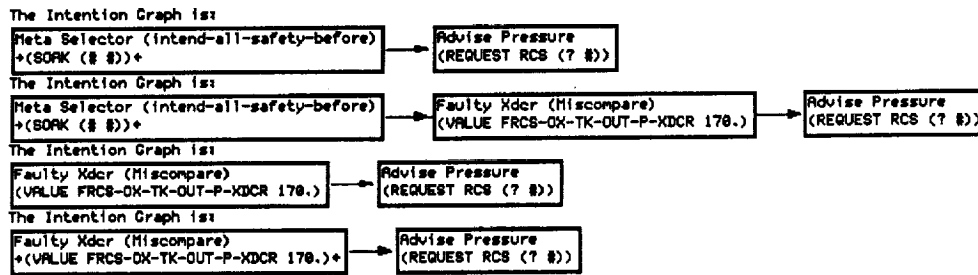 The Intention Graph is:
Meta Selector (intend-all-safety-before)
+(SOAK (# #))+
Advise Pressure
(REQUEST RCS (? #))
The Intention Graph is:
Meta Selector (intend-all-safety-before)
+(SOAK (# #))+
Faulty Xdcr (Miscompare)
(VALUE FRCS-OX-TK-OUT-P-XDCR 170.)
Advise Pressure
(REQUEST RCS (? #))
The Intention Graph is:
Faulty Xdcr (Miscompare)
(VALUE FRCS-OX-TK-OUT-P-XDCR 170.)
Advise Pressure
(REQUEST RCS (? #))
The Intention Graph is:
Faulty Xdcr (Miscompare)
+(VALUE FRCS-OX-TK-OUT-P-XDCR 170.)+
Advise Pressure
(REQUEST RCS (? #))